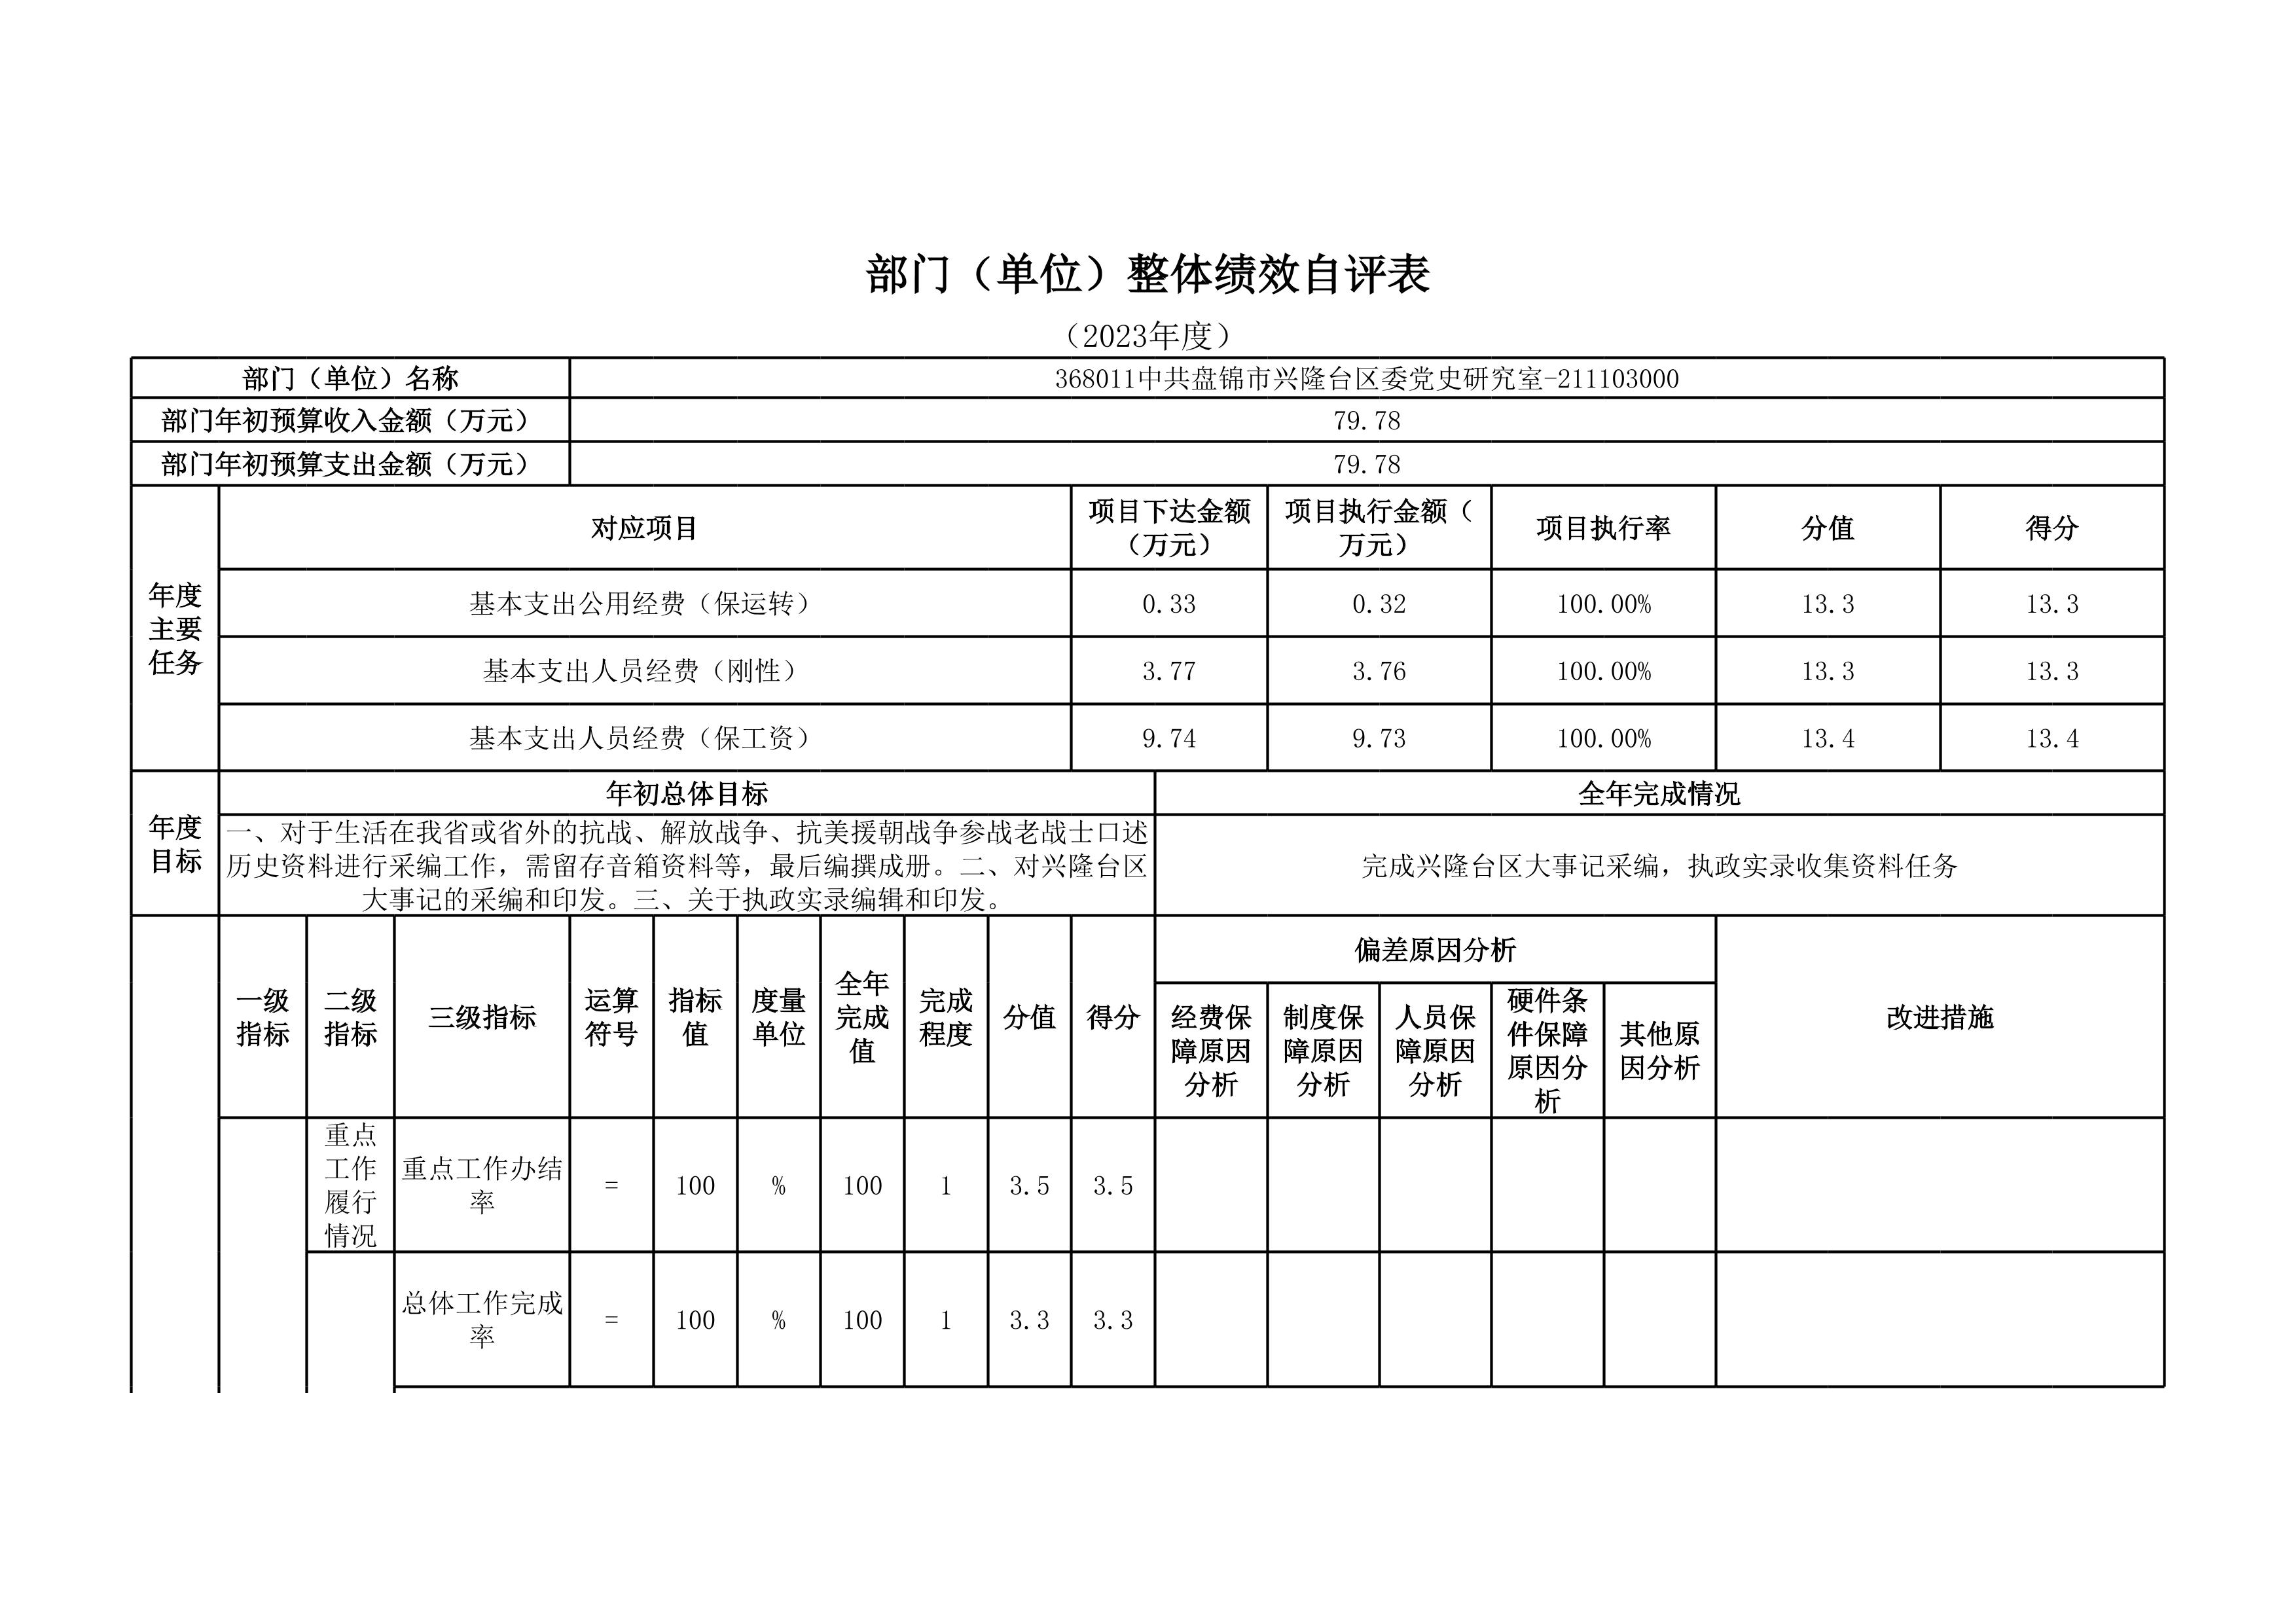 部门（单位）整体绩效自评表
（2023年度）
部门（单位）名称
368011中共盘锦市兴隆台区委党史研究室-211103000
部门年初预算收入金额（万元）
79.78
部门年初预算支出金额（万元）
79.78
年度
主要
任务
对应项目
项目下达金额
（万元）
项目执行金额（
万元）
项目执行率
分值
得分
基本支出公用经费（保运转）
0.33
0.32
100.00%
13.3
13.3
基本支出人员经费（刚性）
3.77
3.76
100.00%
13.3
13.3
基本支出人员经费（保工资）
9.74
9.73
100.00%
13.4
13.4
年度
目标
年初总体目标
全年完成情况
一、对于生活在我省或省外的抗战、解放战争、抗美援朝战争参战老战士口述
历史资料进行采编工作，需留存音箱资料等，最后编撰成册。二、对兴隆台区
大事记的采编和印发。三、关于执政实录编辑和印发。
完成兴隆台区大事记采编，执政实录收集资料任务
一级
指标
二级
指标
三级指标
运算
符号
指标
值
度量
单位
全年
完成
值
完成
程度
分值
得分
偏差原因分析
经费保
障原因
分析
制度保
障原因
分析
人员保
障原因
分析
硬件条
件保障
原因分
析
其他原
因分析
改进措施
重点
工作
履行
情况
重点工作办结
率
=
100
%
100
1
3.5
3.5
总体工作完成
率
=
100
%
100
1
3.3
3.3